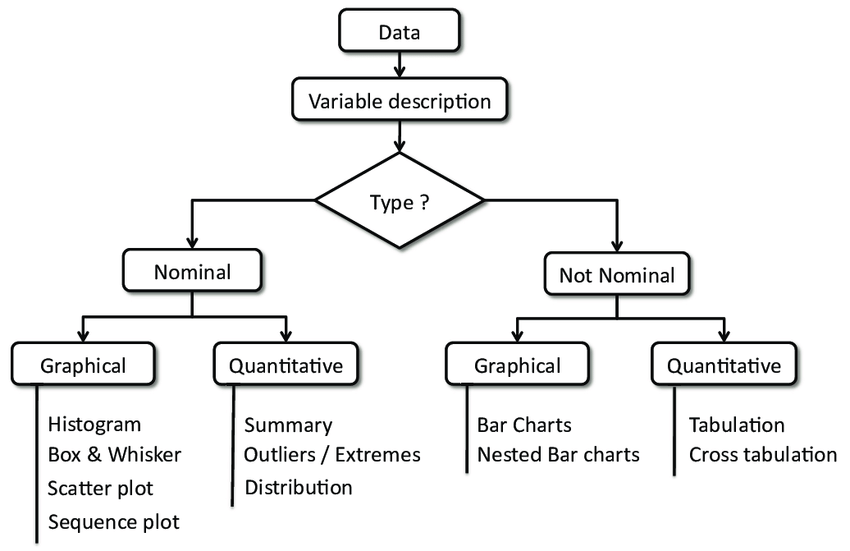 Data
Variable description
Type ?
Nominal
Not Nominal
Graphical
Quantitative
Graphical
Quantitative
Histogram
Box & Whisker
Scatter plot
Sequence plot
Summary
Outliers / Extremes
Distribution
Bar Charts
Nested Bar charts
Tabulation
Cross tabulation